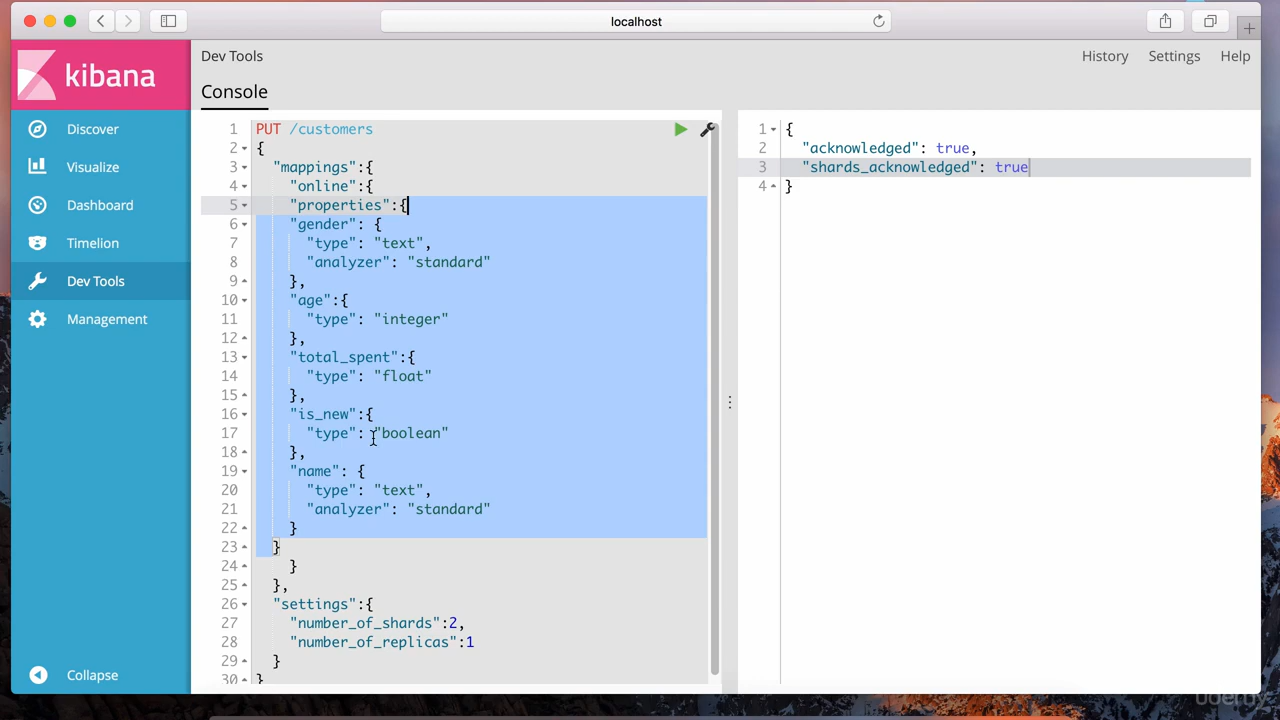 localhost
kibana
Discover
Visualize
Dashboard
Timelion
Dev Tools
Management
Collapse
Dev Tools
History Settings Help
Console
1 PUT /customers
2 {
3 "mappings":{
4 "online":{
5 "properties":{
6 "gender": {
7 "type": "text",
8 "analyzer": "standard"
9 },
10 "age":{
11 "type": "integer"
12 },
13 "total_spent":{
14 "type": "float"
15 },
16 "is_new":{
17 "type": "boolean"
18 },
19 "name": {
20 "type": "text",
21 "analyzer": "standard"
22 }
23 }
24 }
25 },
26 "settings":{
27 "number_of_shards":2,
28 "number_of_replicas":1
29 }
30 }
1 {
2 "acknowledged": true,
3 "shards_acknowledged": true
4 }
udemy